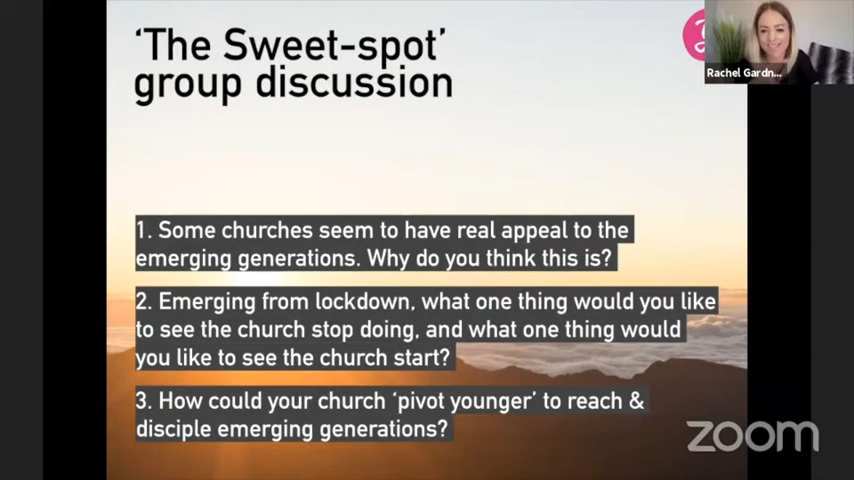 ‘The Sweet-spot’
group discussion
Rachel Gardn...
1. Some churches seem to have real appeal to the
emerging generations. Why do you think this is?
2. Emerging from lockdown, what one thing would you like
to see the church stop doing, and what one thing would
you like to see the church start?
3. How could your church ‘pivot younger’ to reach &
disciple emerging generations?
zoom